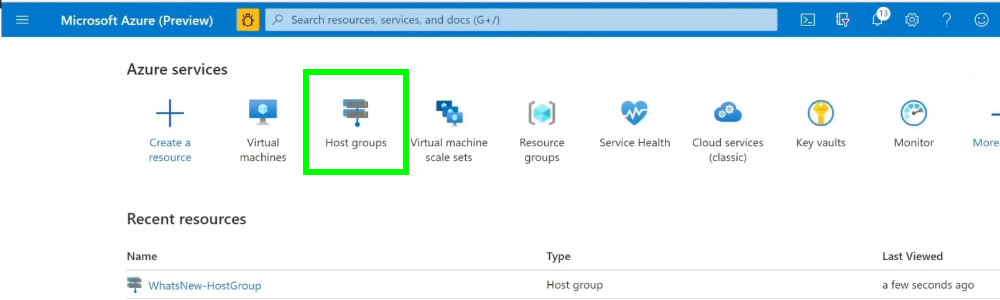 Microsoft Azure (Preview)
Search resources, services, and docs (G+/)
13
Azure services
Create a resource
Virtual machines
Host groups
Virtual machine scale sets
Resource groups
Service Health
Cloud services (classic)
Key vaults
Monitor
More
Recent resources
Name Type Last Viewed
WhatsNew-HostGroup Host group a few seconds ago